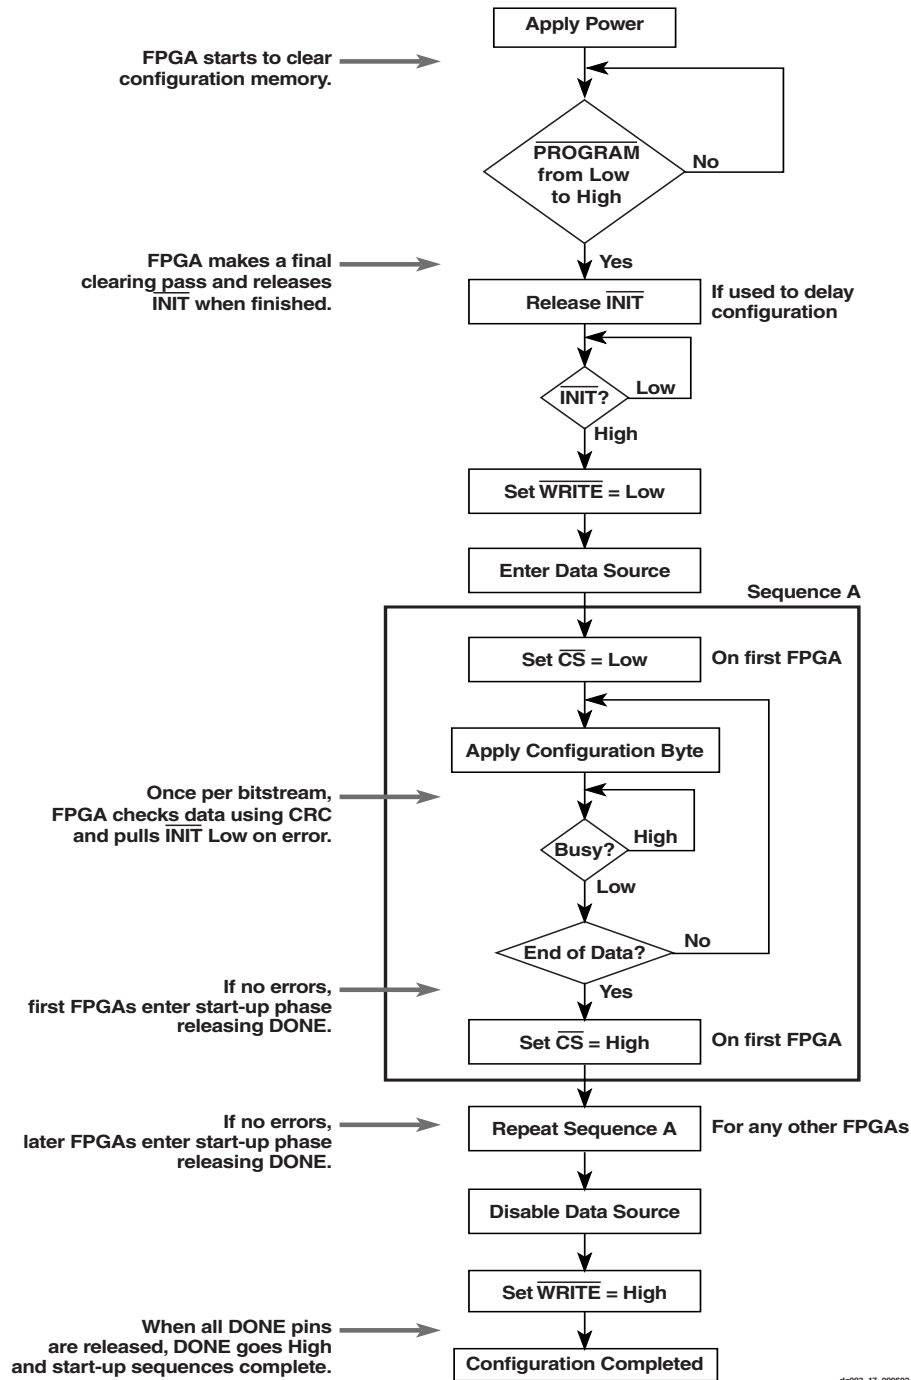 Apply Power
FPGA starts to clear
configuration memory.
PROGRAM
from Low
to High
No
Yes
FPGA makes a final
clearing pass and releases
INIT when finished.
Release INIT
If used to delay
configuration
INIT?
Low
High
Set WRITE = Low
Enter Data Source
Sequence A
Set CS = Low
On first FPGA
Apply Configuration Byte
Once per bitstream,
FPGA checks data using CRC
and pulls INIT Low on error.
Busy?
High
Low
End of Data?
No
Yes
If no errors,
first FPGAs enter start-up phase
releasing DONE.
Set CS = High
On first FPGA
If no errors,
later FPGAs enter start-up phase
releasing DONE.
Repeat Sequence A
For any other FPGAs
Disable Data Source
Set WRITE = High
When all DONE pins
are released, DONE goes High
and start-up sequences complete.
Configuration Completed